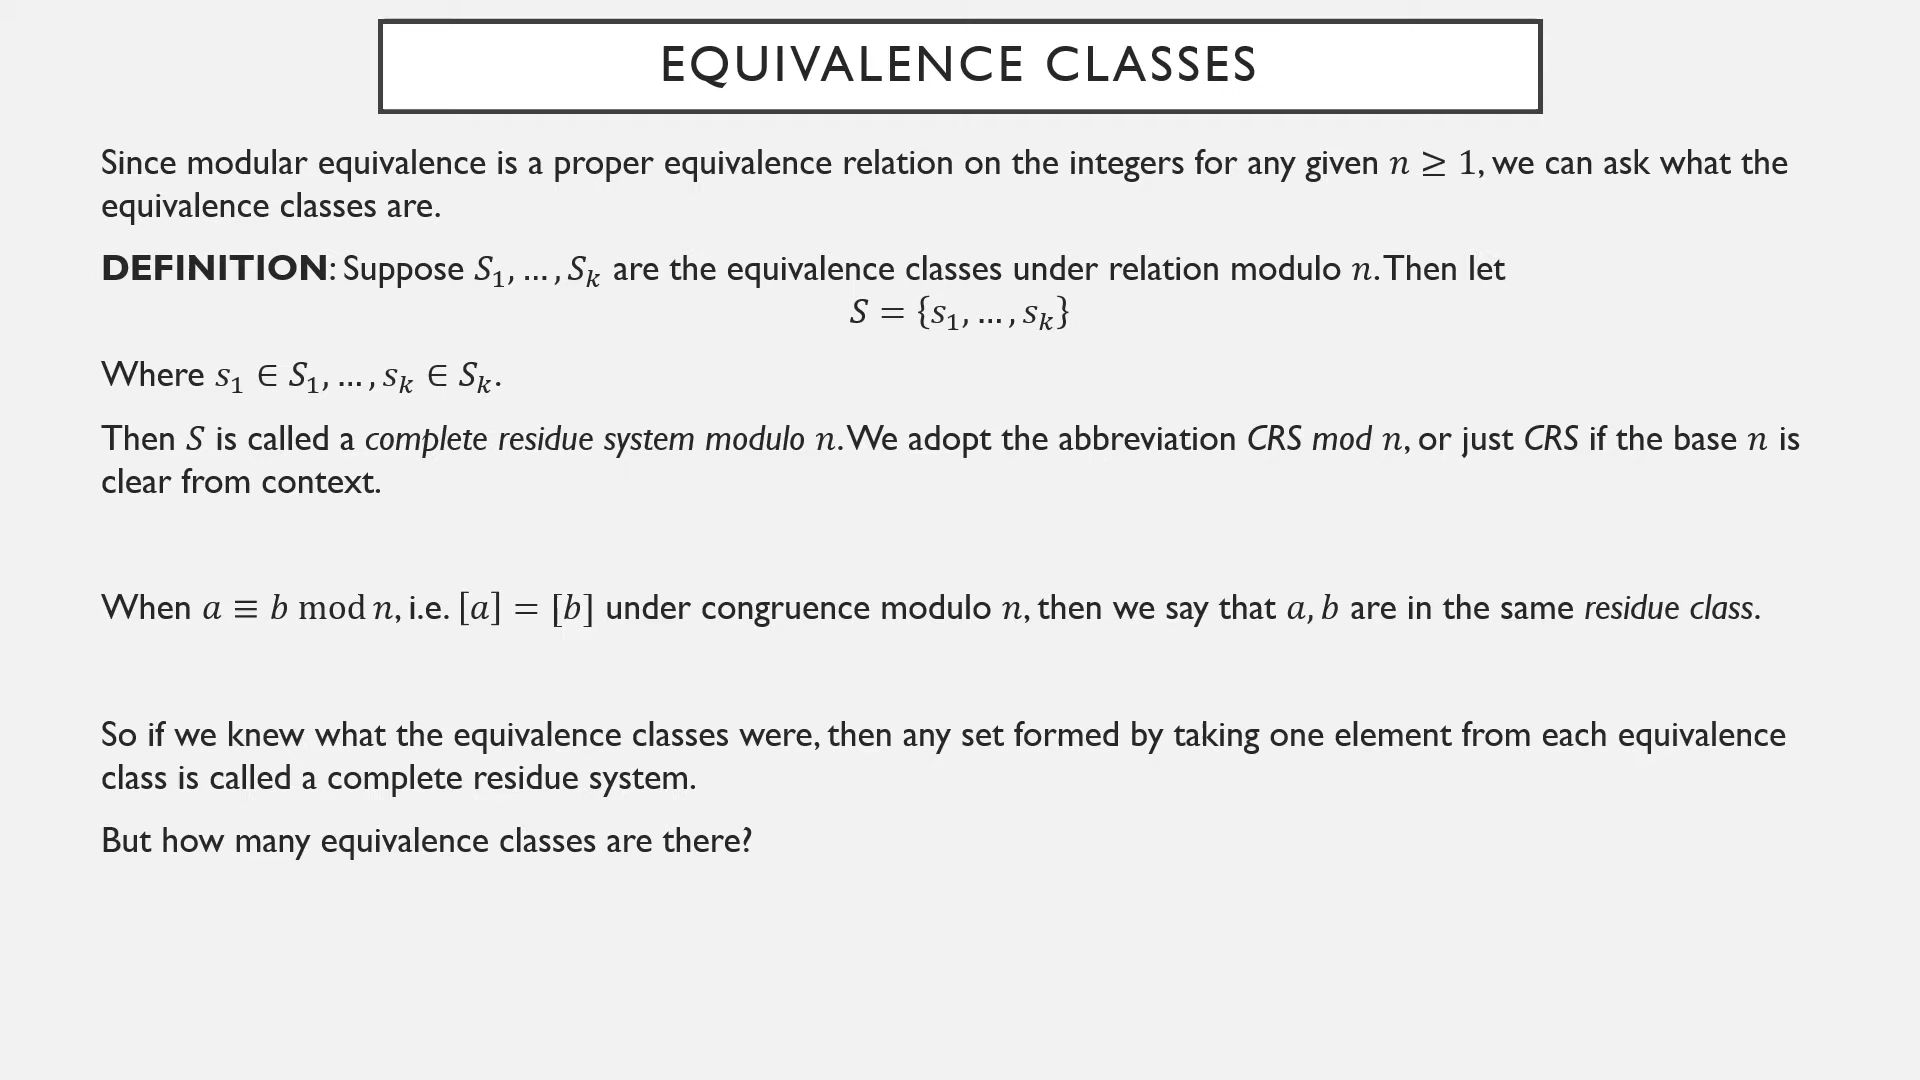 EQUIVALENCE CLASSES
Since modular equivalence is a proper equivalence relation on the integers for any given n ≥ 1, we can ask what the
equivalence classes are.
DEFINITION: Suppose S₁, … , Sₖ are the equivalence classes under relation modulo n. Then let
S = {s₁, … , sₖ}
Where s₁ ∈ S₁, … , sₖ ∈ Sₖ.
Then S is called a complete residue system modulo n. We adopt the abbreviation CRS mod n, or just CRS if the base n is
clear from context.
When a ≡ b mod n, i.e. [a] = [b] under congruence modulo n, then we say that a, b are in the same residue class.
So if we knew what the equivalence classes were, then any set formed by taking one element from each equivalence
class is called a complete residue system.
But how many equivalence classes are there?